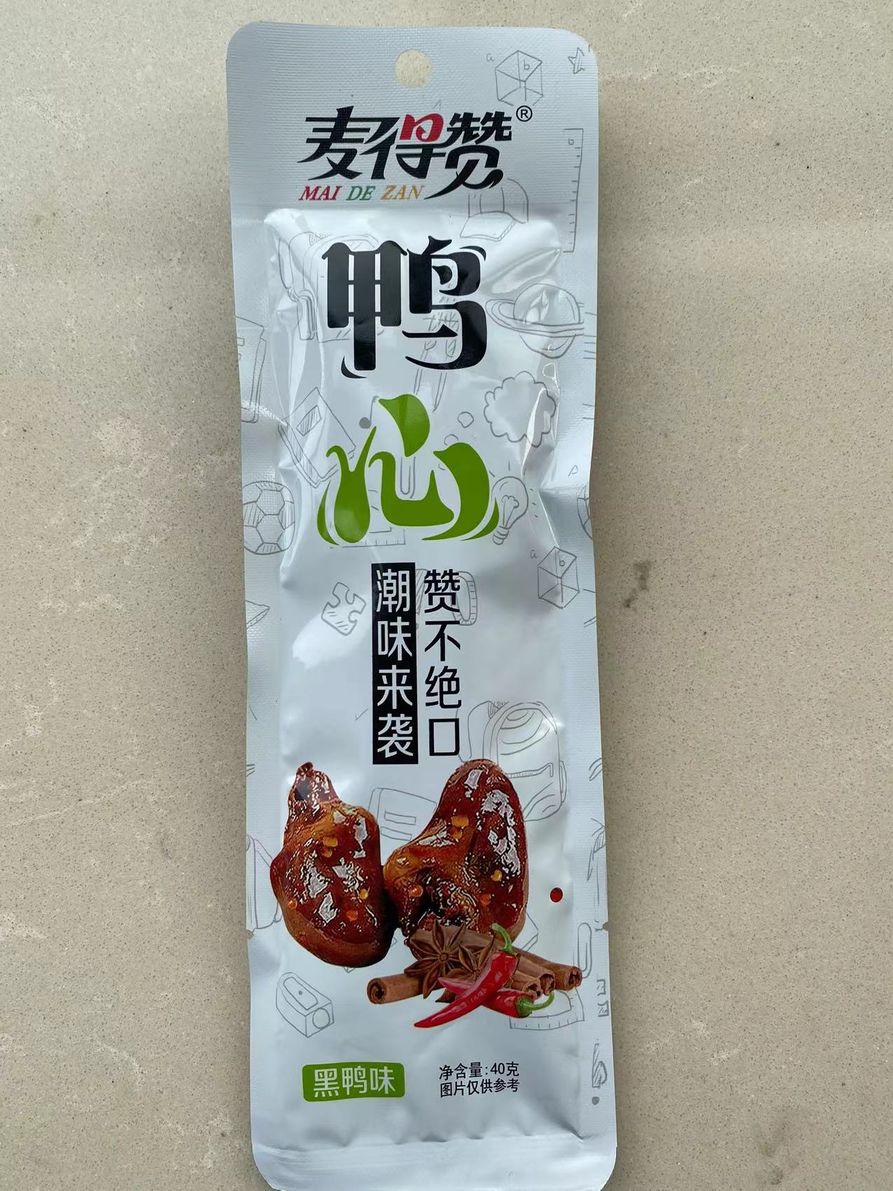 麦得赞®
MAI DE ZAN
鸭
心
赞不绝口
潮味来袭
黑鸭味
净含量:40克
图片仅供参考